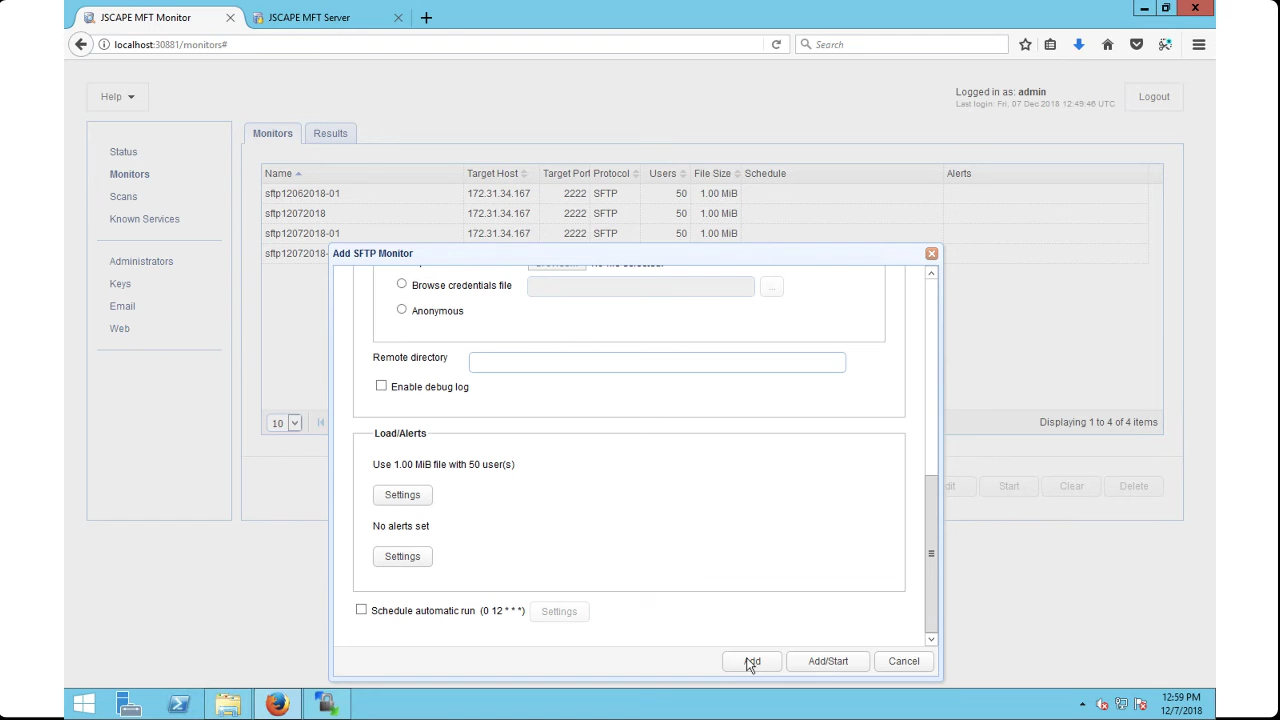 JSCAPE MFT Monitor
JSCAPE MFT Server
localhost:30881/monitors#
Search
Help
Logged in as: admin
Last login: Fri, 07 Dec 2018 12:49:46 UTC
Logout
Status
Monitors
Scans
Known Services
Administrators
Keys
Email
Web
Monitors
Results
Name Target Host Target Port Protocol Users File Size Schedule Alerts
sftp12062018-01 172.31.34.167 2222 SFTP 50 1.00 MiB
sftp12072018 172.31.34.167 2222 SFTP 50 1.00 MiB
sftp12072018-01 172.31.34.167 2222 SFTP 50 1.00 MiB
sftp12072018-
10
Displaying 1 to 4 of 4 items
Start Clear Delete
Add SFTP Monitor
Browse credentials file
...
Anonymous
Remote directory
Enable debug log
Load/Alerts
Use 1.00 MiB file with 50 user(s)
Settings
No alerts set
Settings
Schedule automatic run (0 12 * * *) Settings
Add Add/Start Cancel
12:59 PM
12/7/2018